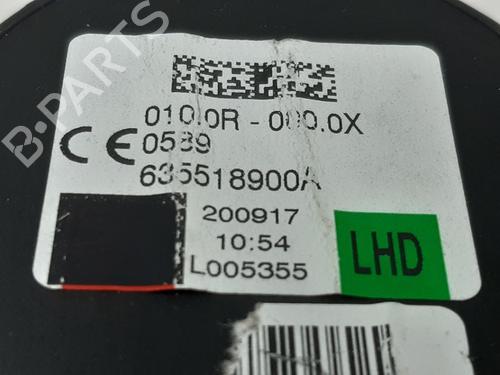 B-PARTS
010.0R - 000.0X
CE 0589
635518900A
200917
10:54
L005355
LHD